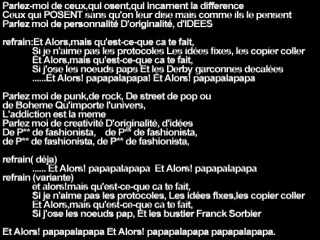 Parlez-moi de ceux,qui osent,qui incarnent la difference
Ceux qui POSENT sans qu'on leur dise mais comme ils le pensent
Parlez moi de personnalité D'originalité, d'IDEES
refrain:Et Alors,mais qu'est-ce-que ca te fait,
Si je n'aime pas les protocoles Les idées fixes, les copier coller
Et Alors,mais qu'est-ce-que ca te fait,
Si j'ose les noeuds paps Et les Derby garconnes decalées
......Et Alors! papapalapapa Et Alors! papapalapapa
Parlez moi de punk,de rock, De street de pop ou
de Boheme Qu'importe l'univers,
L'addiction est la meme
Parlez moi de creativité D'originalité, d'idées
De P** de fashionista, de P** de fashionista,
de P** de fashionista, de P** de fashionista,
refrain( déja)
...... Et Alors! papapalapapa Et Alors! papapalapapa
refrain (variante)
et alors!mais qu'est-ce-que ca te fait,
Si je n'aime pas les protocoles, Les idées fixes,les copier coller
Et Alors,mais qu'est-ce-que ca te fait,
Si j'ose les noeuds pap, Et les bustier Franck Sorbier
Et Alors! papapalapapa Et Alors! papapalapapa papapalapapa.